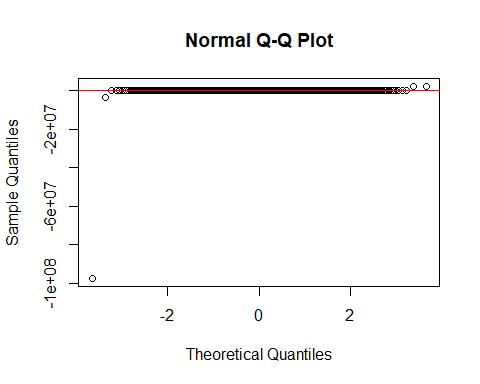 Normal Q-Q Plot
Sample Quantiles
-2e+07
-6e+07
-1e+08
-2
0
2
Theoretical Quantiles